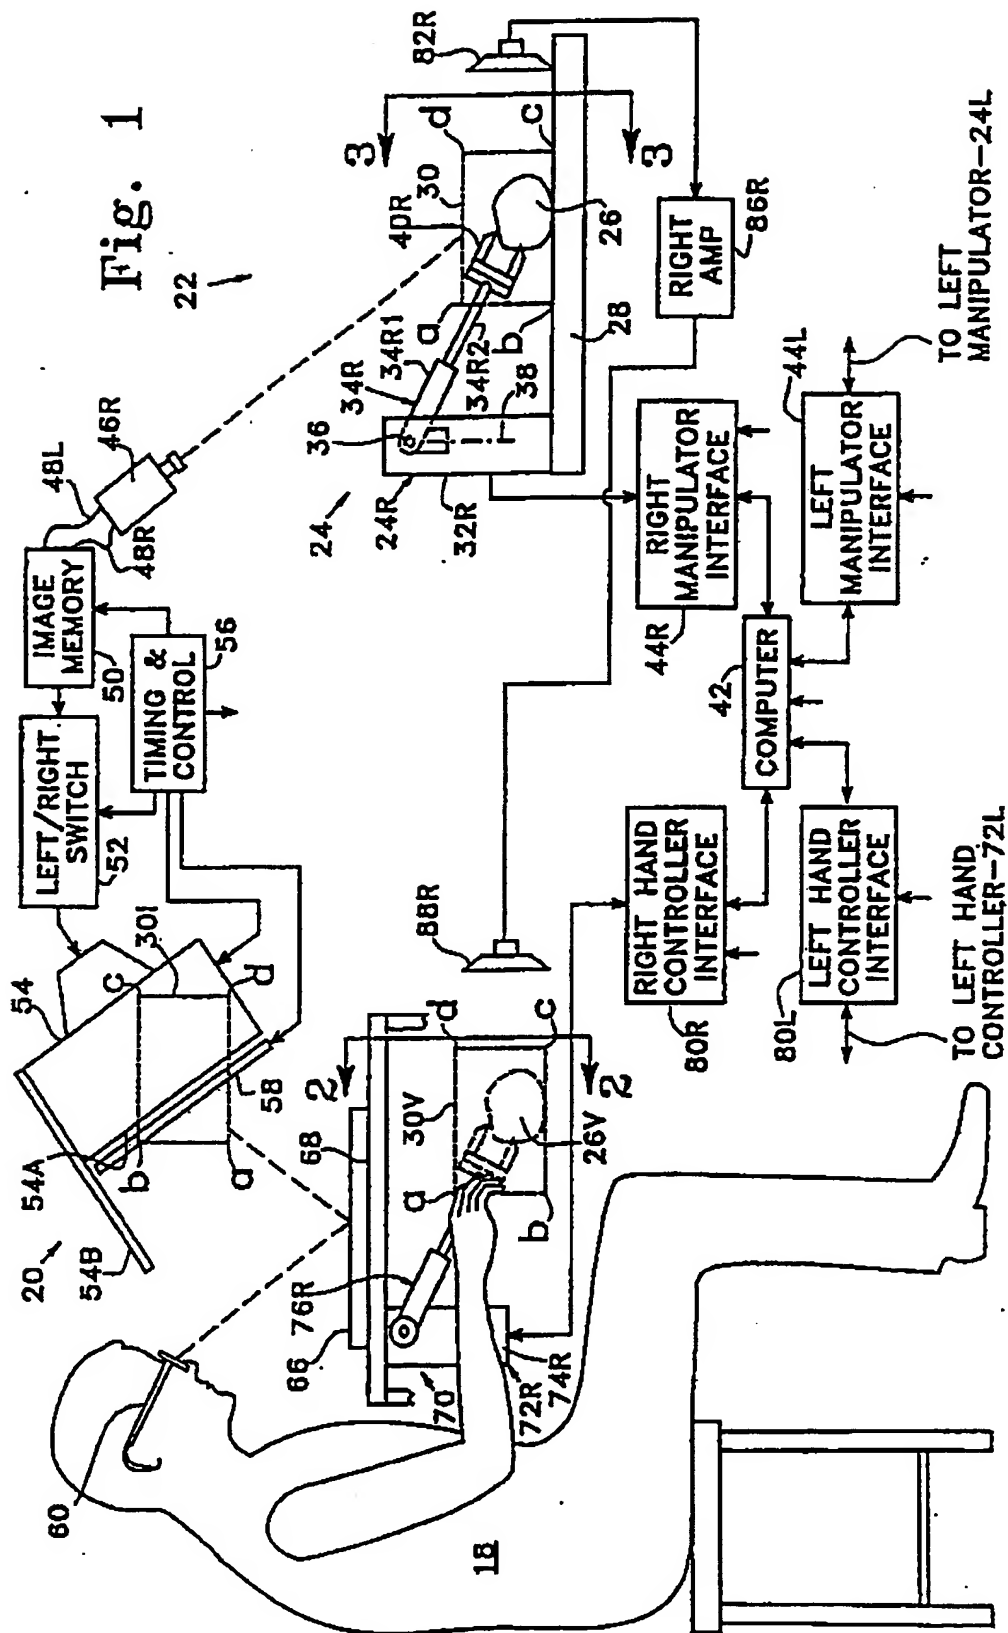 Fig. 1
22
20
54B
54A
54
b
a
c
d
30I
58
60
LEFT/RIGHT
SWITCH
52
IMAGE
MEMORY
50
TIMING &
CONTROL
56
48L
48R
46R
24
24R
32R
36
34R
34R1
34R2
38
a
b
40R
30
d
c
3
3
26
28
82R
RIGHT
AMP
86R
88R
66
68
70
76R
72R
74R
30V
a
b
d
c
26V
2
2
18
RIGHT HAND
CONTROLLER
INTERFACE
80R
LEFT HAND
CONTROLLER
INTERFACE
80L
TO LEFT HAND
CONTROLLER-72L
COMPUTER
42
RIGHT
MANIPULATOR
INTERFACE
44R
LEFT
MANIPULATOR
INTERFACE
44L
TO LEFT
MANIPULATOR-24L